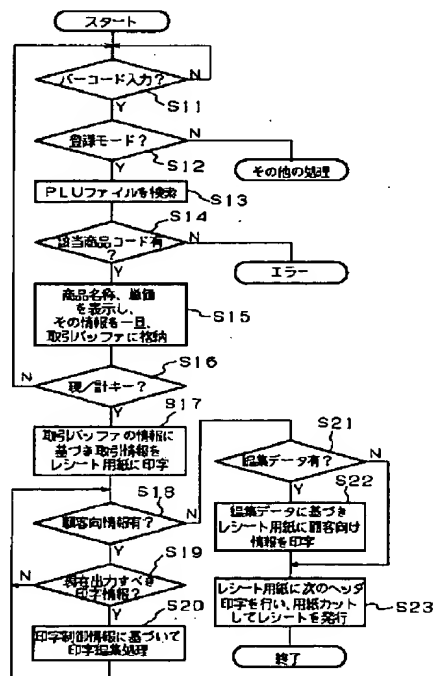 スタート
バーコード入力?
N
Y
S11
登録モード?
N
Y
S12
その他の処理
PLUファイルを検索
S13
S14
該当商品コード有
?
N
Y
エラー
商品名称、単価
を表示し、
その情報を一旦、
取引バッファに格納
S15
S16
N
現/計キー?
Y
S17
取引バッファの情報に
基づき取引情報を
レシート用紙に印字
S18
顧客向情報有?
N
Y
S19
N
現在出力すべき
印字情報?
Y
S20
印字制御情報に基づいて
印字編集処理
S21
編集データ有?
N
Y
S22
編集データに基づき
レシート用紙に顧客向け
情報を印字
レシート用紙に次のヘッダ
印字を行い、用紙カット
してレシートを発行
S23
終了